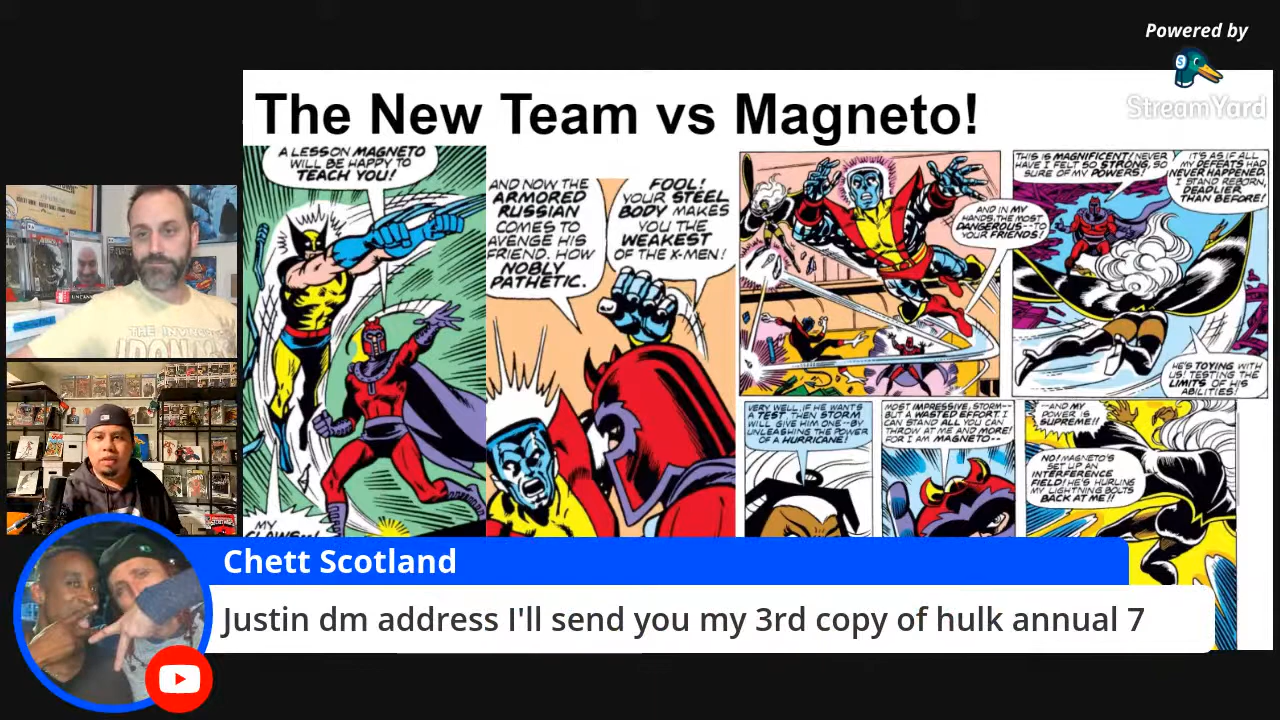 Powered by
StreamYard
The New Team vs Magneto!
A LESSON MAGNETO
WILL BE HAPPY TO
TEACH YOU!
AND NOW THE
ARMORED
RUSSIAN
COMES TO
AVENGE HIS
FRIEND. HOW
NOBLY
PATHETIC.
FOOL!
YOUR STEEL
BODY MAKES
YOU THE
WEAKEST
OF THE X-MEN!
AND IN MY
HANDS THE MOST
DANGEROUS--TO
YOUR FRIENDS!
THIS IS MAGNIFICENT! NEVER
HAVE I FELT SO STRONG, SO
SURE OF MY POWERS!
IT'S AS IF ALL
MY DEFEATS HAD
NEVER HAPPENED.
I STAND REBORN,
DEADLIER
THAN BEFORE!
HE'S TOYING WITH
US! TESTING THE
LIMITS OF HIS
ABILITIES!
VERY WELL, IF HE WANTS
A TEST, THEN STORM
WILL GIVE HIM ONE--BY
UNLEASHING THE POWER
OF A HURRICANE!
MOST IMPRESSIVE, STORM--
BUT A WASTED EFFORT. I
CAN STAND ALL YOU CAN
THROW AT ME AND MORE!
FOR I AM MAGNETO--
--AND MY
POWER IS
SUPREME!!
NO! MAGNETO'S
SET UP AN
INTERFERENCE
FIELD! HE'S HURLING
MY LIGHTNING BOLTS
BACK AT ME!!
MY
THE INVINCIBLE
IRON MAN
Chett Scotland
Justin dm address I'll send you my 3rd copy of hulk annual 7